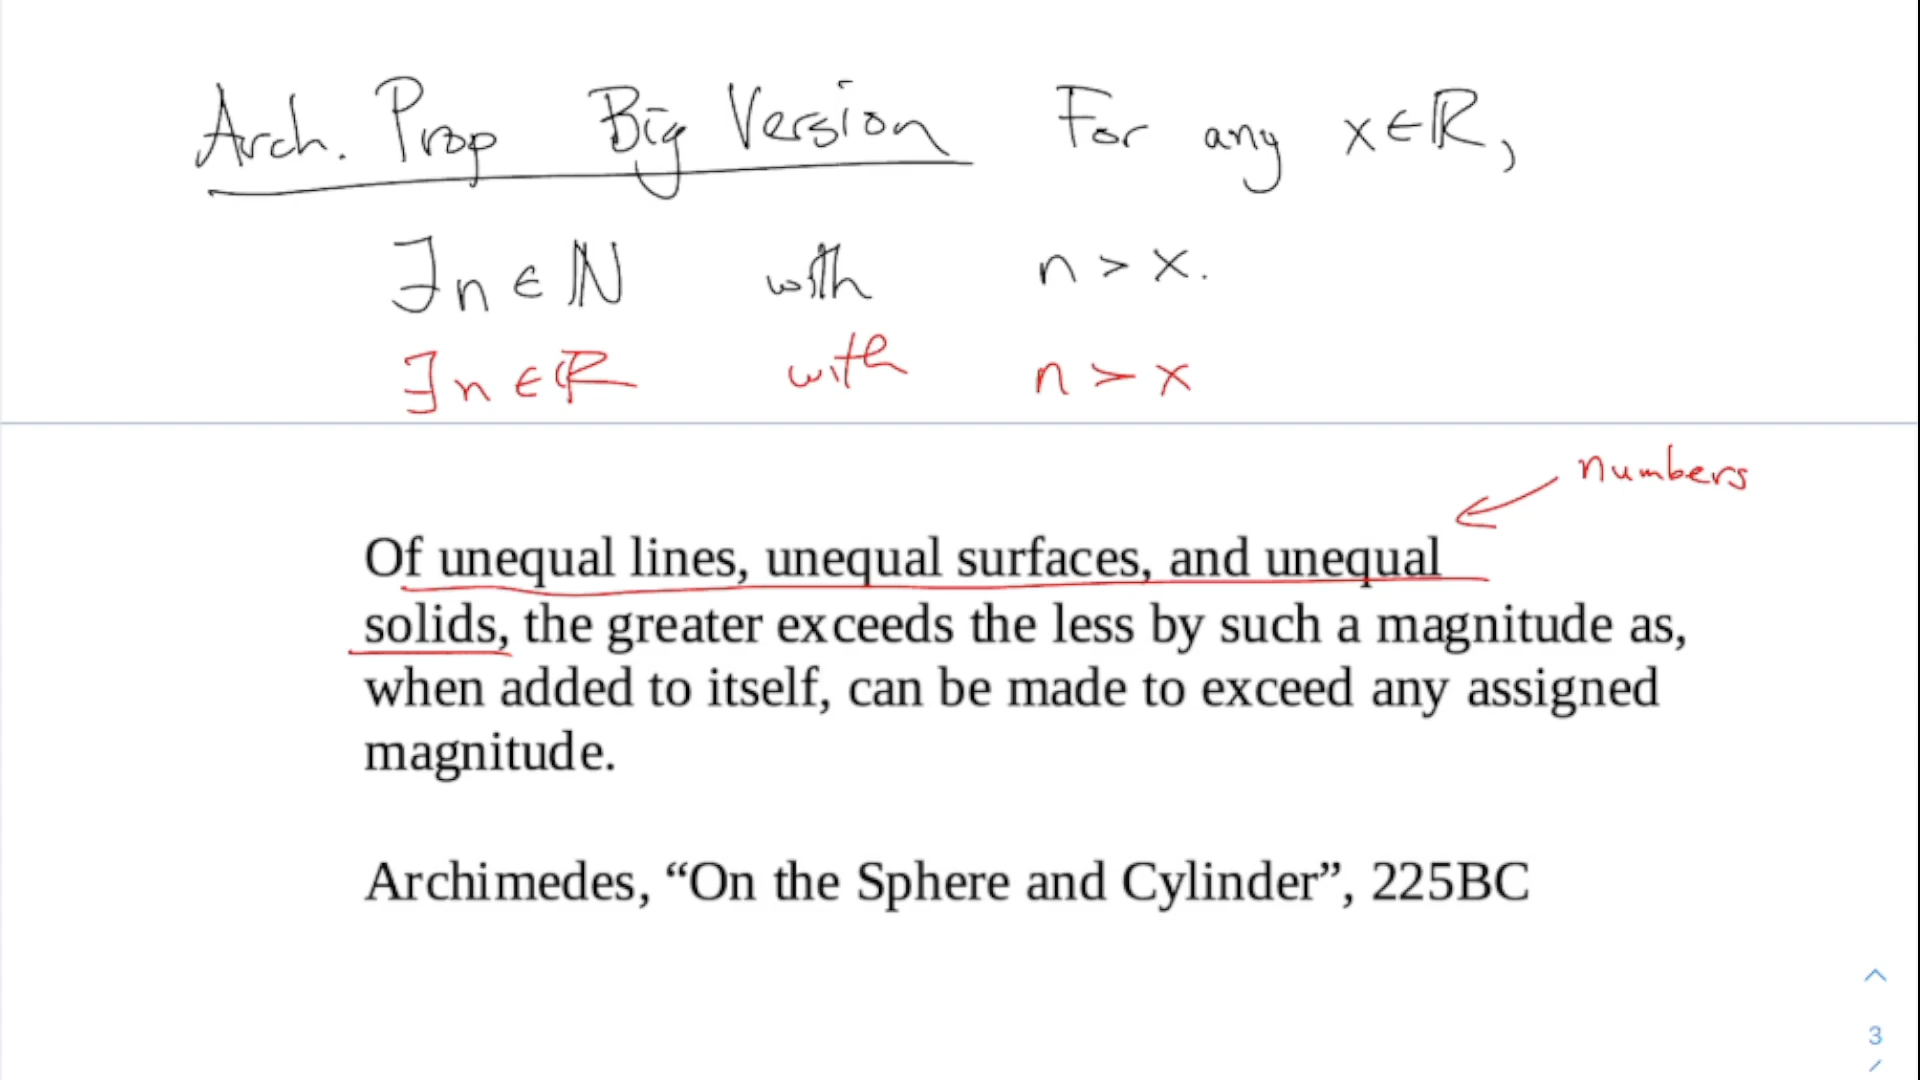 Arch. Prop Big Version For any x∈ℝ,
∃n∈ℕ with n > x.
∃n∈ℝ with n > x
numbers
Of unequal lines, unequal surfaces, and unequal
solids, the greater exceeds the less by such a magnitude as,
when added to itself, can be made to exceed any assigned
magnitude.
Archimedes, “On the Sphere and Cylinder”, 225BC
3